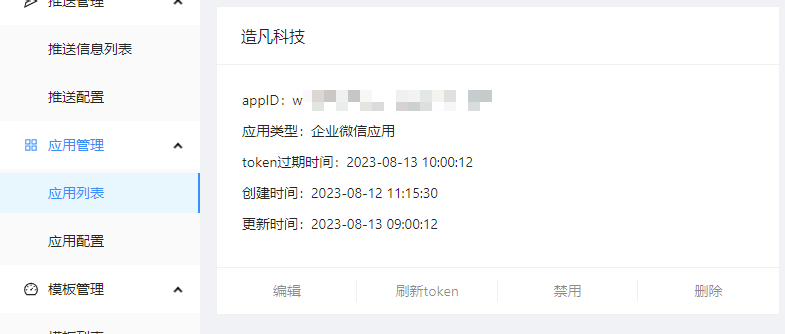 推送管理
推送信息列表
推送配置
应用管理
应用列表
应用配置
模板管理
模板列表
造凡科技
appID：w
应用类型：企业微信应用
token过期时间：2023-08-13 10:00:12
创建时间：2023-08-12 11:15:30
更新时间：2023-08-13 09:00:12
编辑 刷新token 禁用 删除